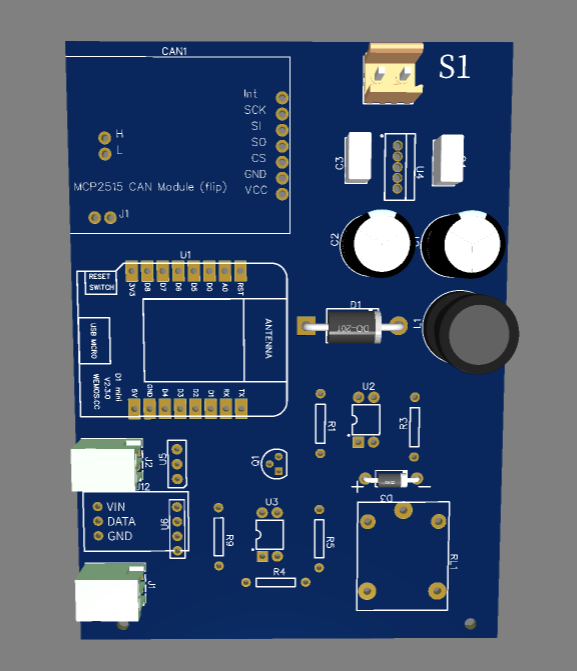 CAN1
S1
Int
SCK
SI
SO
CS
GND
VCC
H
L
MCP2515 CAN Module (flip)
J1
C3
U4
C2
U1
RESET
SWITCH
3V3
D8
D7
D6
D5
D0
A0
RST
ANTENNA
USB MICRO
D1 mini
V2.3.0
WEMOS.CC
5V
GND
D4
D3
D2
D1
RX
TX
D1
DO-201
L1
U2
R1
R3
Q1
J2
U5
J12
VIN
DATA
GND
U6
R9
U3
R5
R4
+
-
D3
RL1
J1